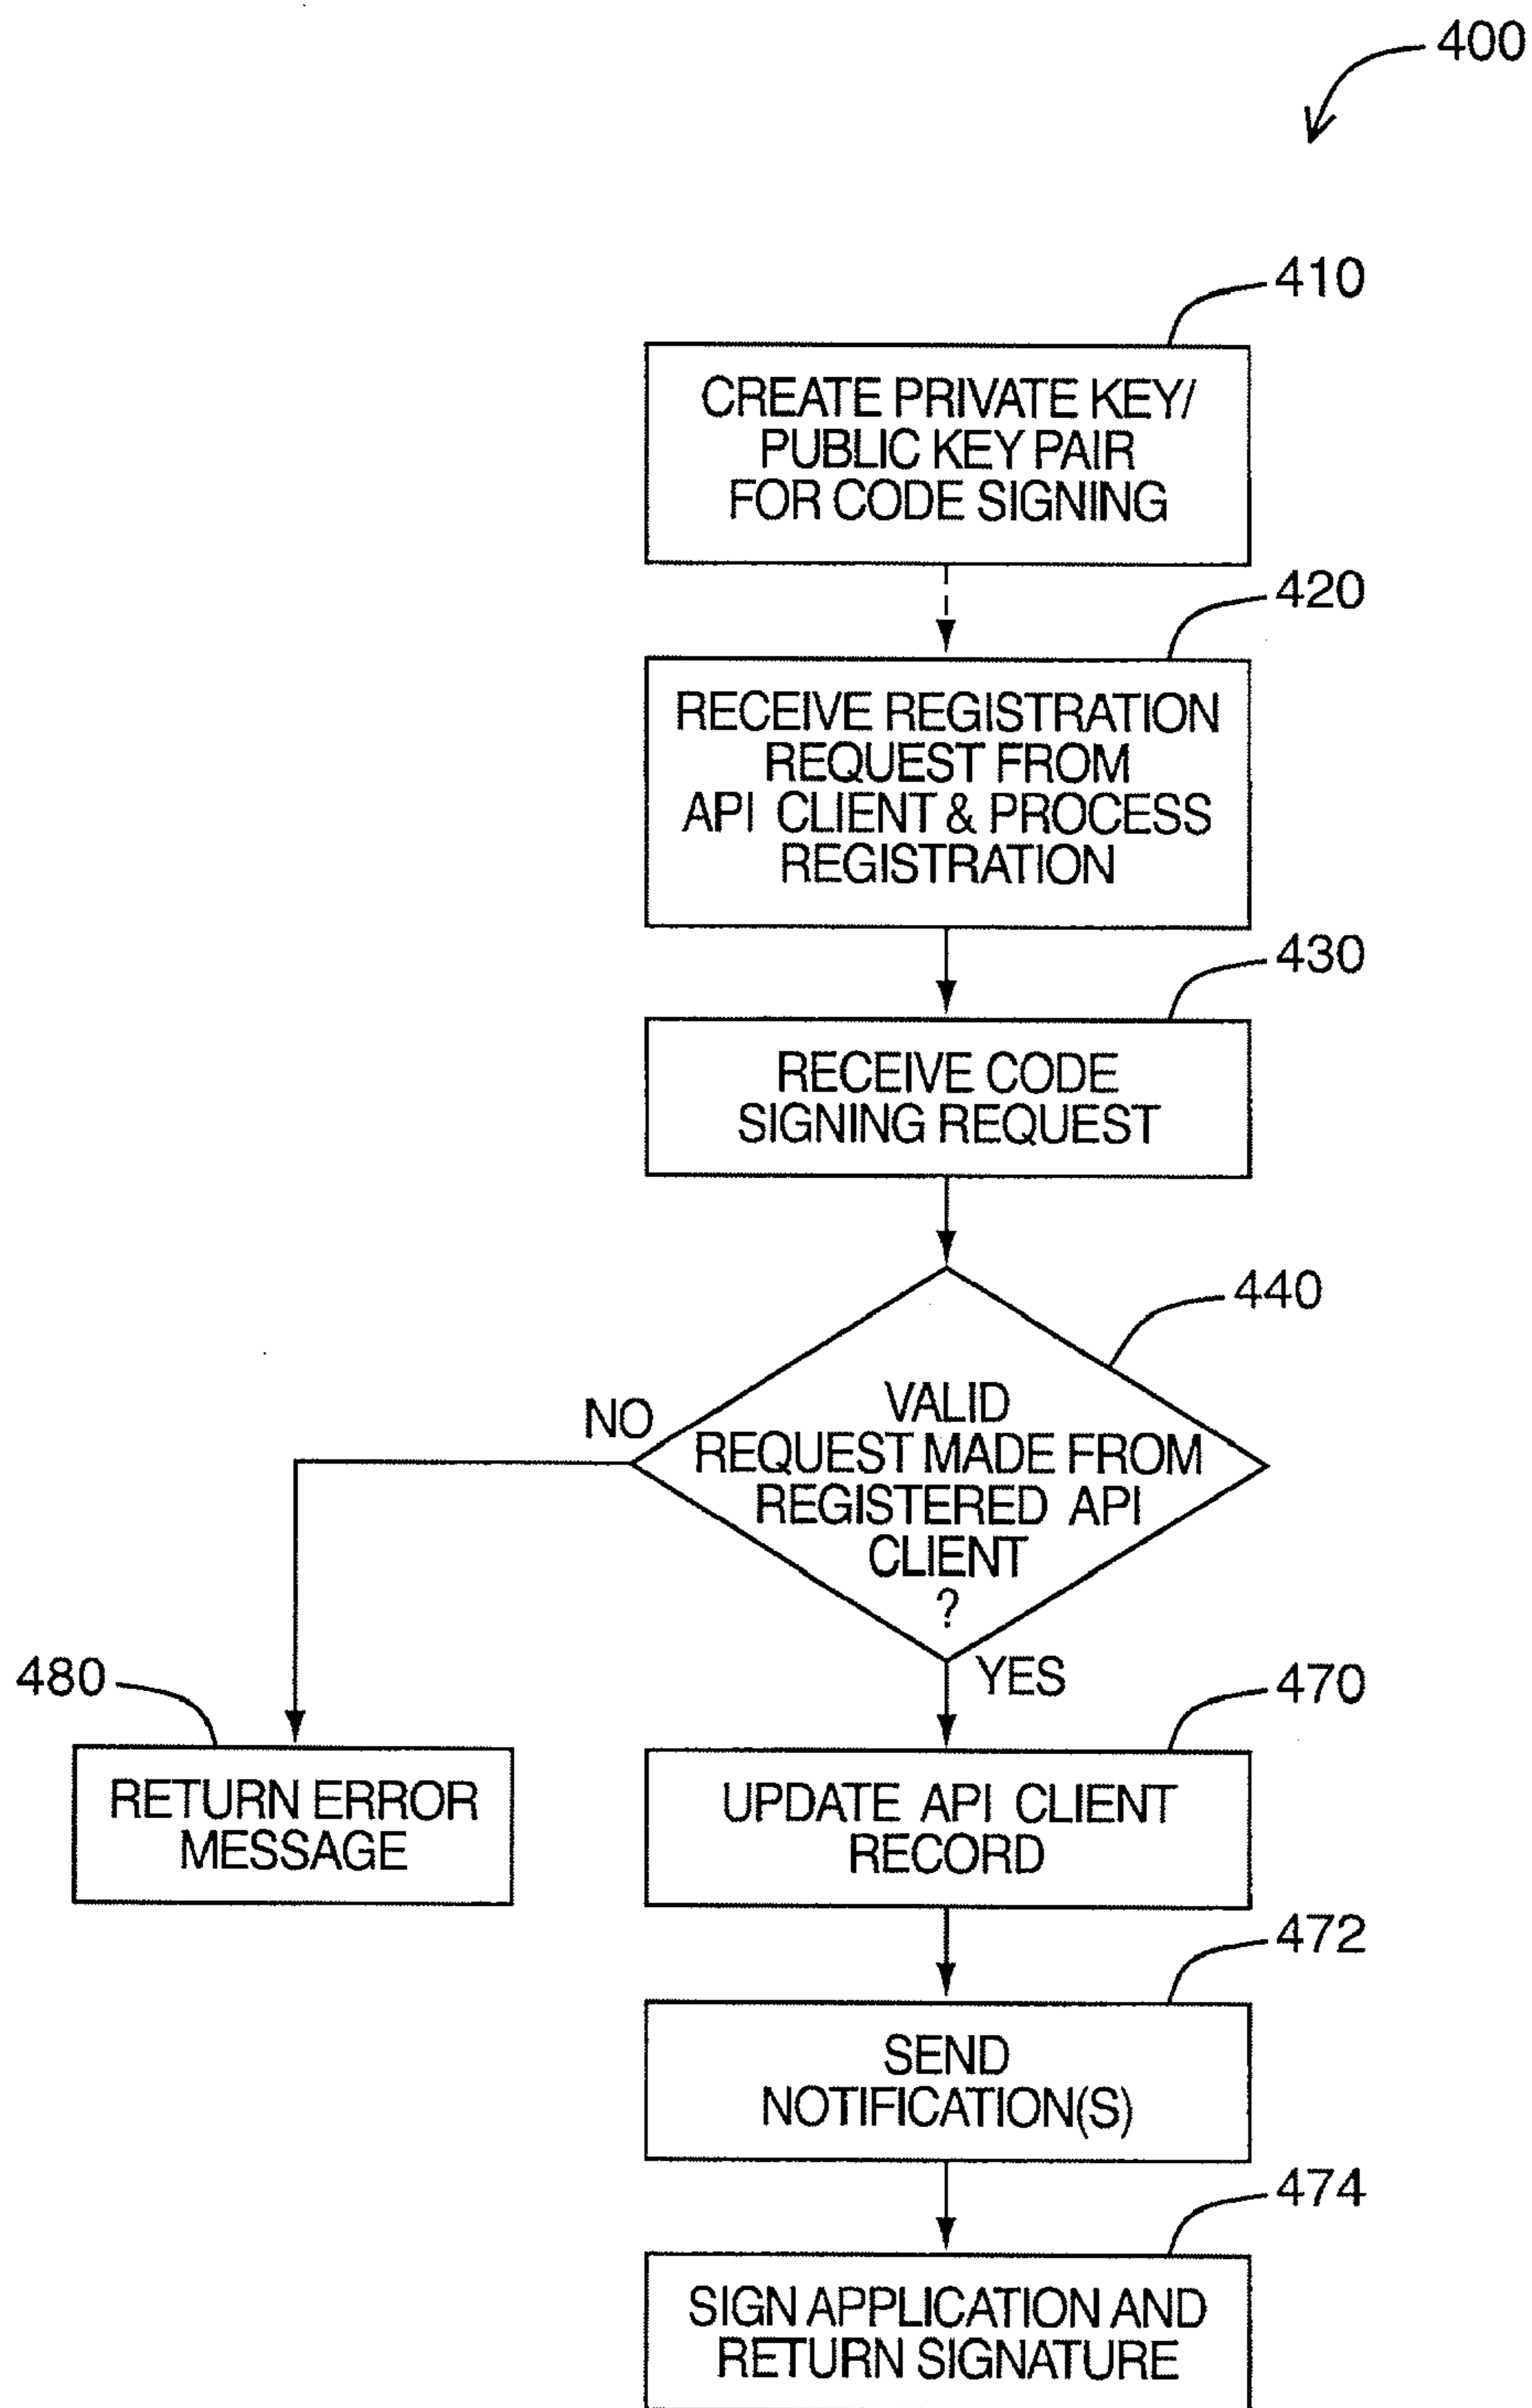 400
410
CREATE PRIVATE KEY/
PUBLIC KEY PAIR
FOR CODE SIGNING
420
RECEIVE REGISTRATION
REQUEST FROM
API CLIENT & PROCESS
REGISTRATION
430
RECEIVE CODE
SIGNING REQUEST
440
VALID
REQUEST MADE FROM
REGISTERED API
CLIENT
?
NO
YES
480
RETURN ERROR
MESSAGE
470
UPDATE API CLIENT
RECORD
472
SEND
NOTIFICATION(S)
474
SIGN APPLICATION AND
RETURN SIGNATURE